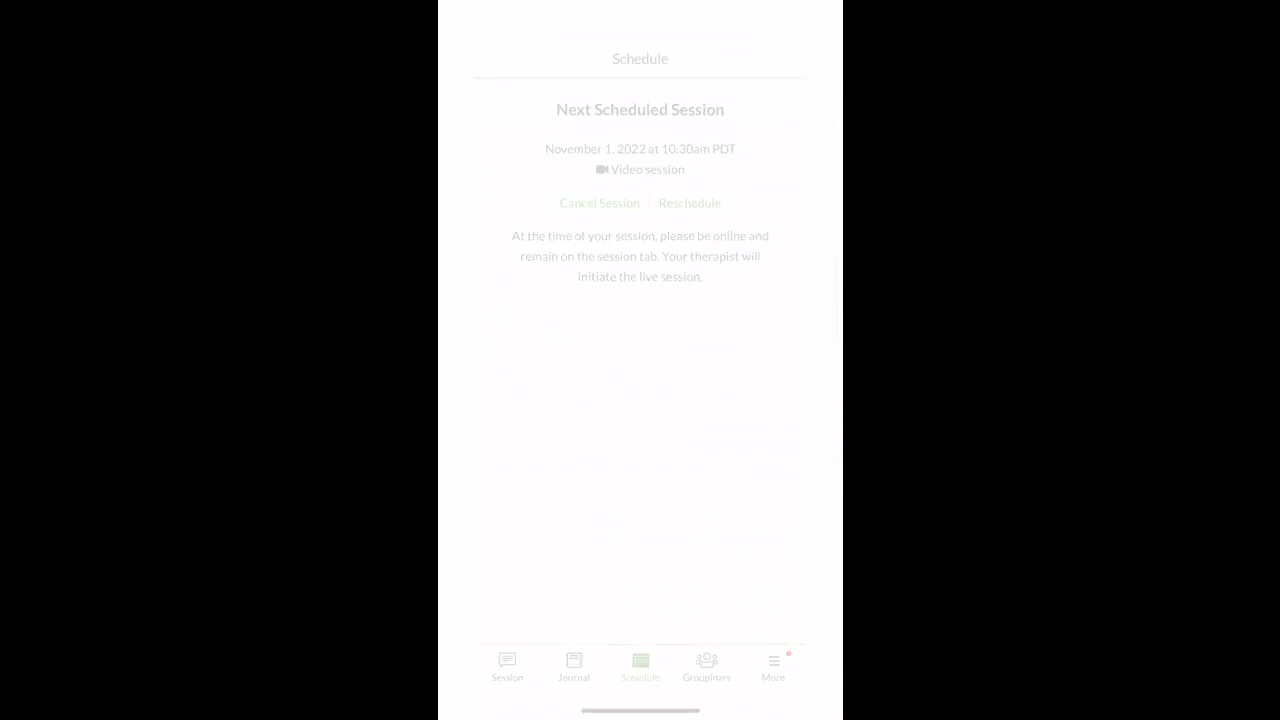 Schedule
Next Scheduled Session
November 1, 2022 at 10:30am PDT
Video session
Cancel Session | Reschedule
At the time of your session, please be online and
remain on the session tab. Your therapist will
initiate the live session.
Session Journal Schedule Groupinars More